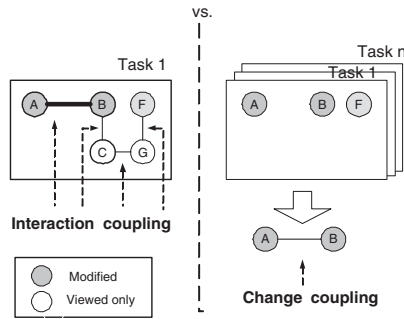 vs.
Task 1
A
B
F
C
G
Interaction coupling
Modified
Viewed only
Task n
Task 1
A
B
F
A
B
Change coupling